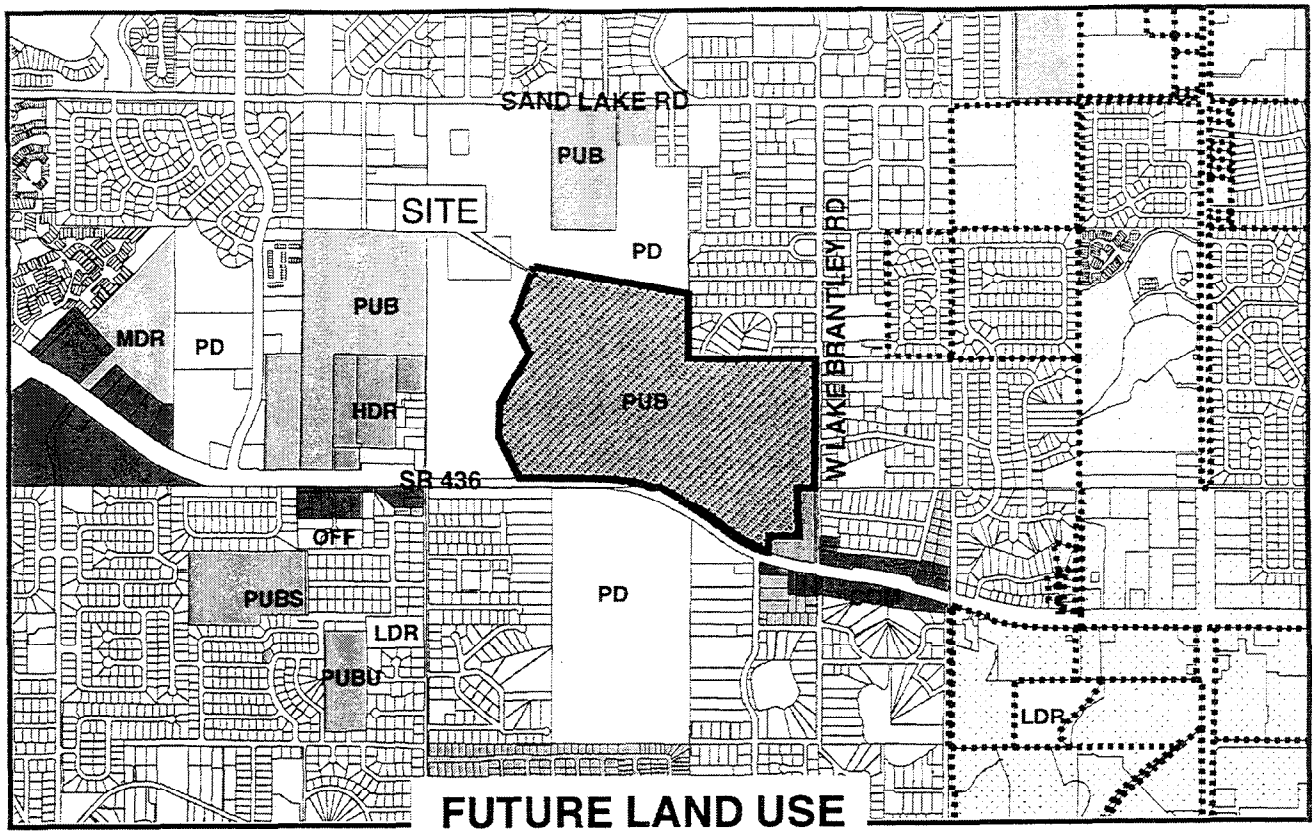 SAND LAKE RD
PUB
SITE
W LAKE BRANTLEY RD
PD
PUB
MDR
PD
PUB
HDR
SR 436
OFF
PUBS
PD
LDR
PUBU
LDR
FUTURE LAND USE